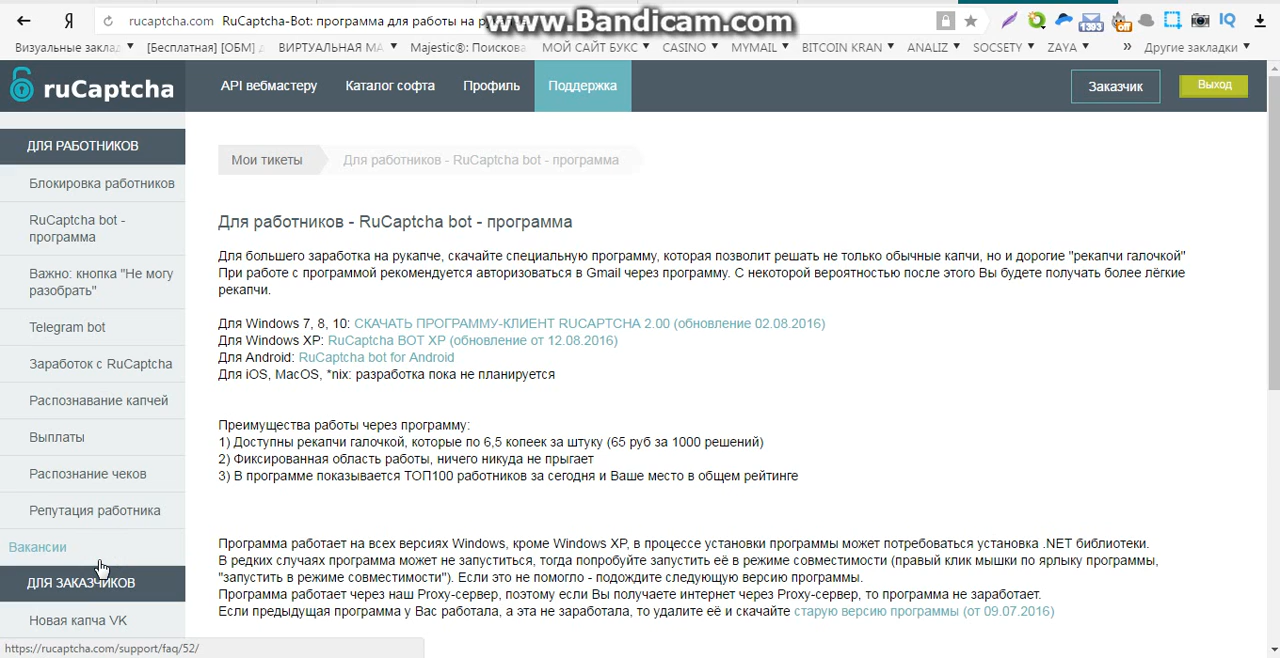 Я rucaptcha.com RuCaptcha-Bot: программа для работы на
www.Bandicam.com
1393 off IQ
Визуальные заклад [Бесплатная] [ОБМ] ВИРТУАЛЬНАЯ МА Majestic®: Поискова МОЙ САЙТ БУКС CASINO MYMAIL BITCOIN KRAN ANALIZ SOCSETY ZAYA » Другие закладки
ruCaptcha API вебмастеру Каталог софта Профиль Поддержка Заказчик Выход
ДЛЯ РАБОТНИКОВ
Блокировка работников
RuCaptcha bot -
программа
Важно: кнопка "Не могу
разобрать"
Telegram bot
Заработок с RuCaptcha
Распознавание капчей
Выплаты
Распознание чеков
Репутация работника
Вакансии
ДЛЯ ЗАКАЗЧИКОВ
Новая капча VK
Мои тикеты Для работников - RuCaptcha bot - программа
Для работников - RuCaptcha bot - программа
Для большего заработка на рукапче, скачайте специальную программу, которая позволит решать не только обычные капчи, но и дорогие "рекапчи галочкой"
При работе с программой рекомендуется авторизоваться в Gmail через программу. С некоторой вероятностью после этого Вы будете получать более лёгкие
рекапчи.
Для Windows 7, 8, 10: СКАЧАТЬ ПРОГРАММУ-КЛИЕНТ RUCAPTCHA 2.00 (обновление 02.08.2016)
Для Windows XP: RuCaptcha BOT XP (обновление от 12.08.2016)
Для Android: RuCaptcha bot for Android
Для iOS, MacOS, *nix: разработка пока не планируется
Преимущества работы через программу:
1) Доступны рекапчи галочкой, которые по 6,5 копеек за штуку (65 руб за 1000 решений)
2) Фиксированная область работы, ничего никуда не прыгает
3) В программе показывается ТОП100 работников за сегодня и Ваше место в общем рейтинге
Программа работает на всех версиях Windows, кроме Windows XP, в процессе установки программы может потребоваться установка .NET библиотеки.
В редких случаях программа может не запуститься, тогда попробуйте запустить её в режиме совместимости (правый клик мышки по ярлыку программы,
"запустить в режиме совместимости"). Если это не помогло - подождите следующую версию программы.
Программа работает через наш Proxy-сервер, поэтому если Вы получаете интернет через Proxy-сервер, то программа не заработает.
Если предыдущая программа у Вас работала, а эта не заработала, то удалите её и скачайте старую версию программы (от 09.07.2016)
https://rucaptcha.com/support/faq/52/